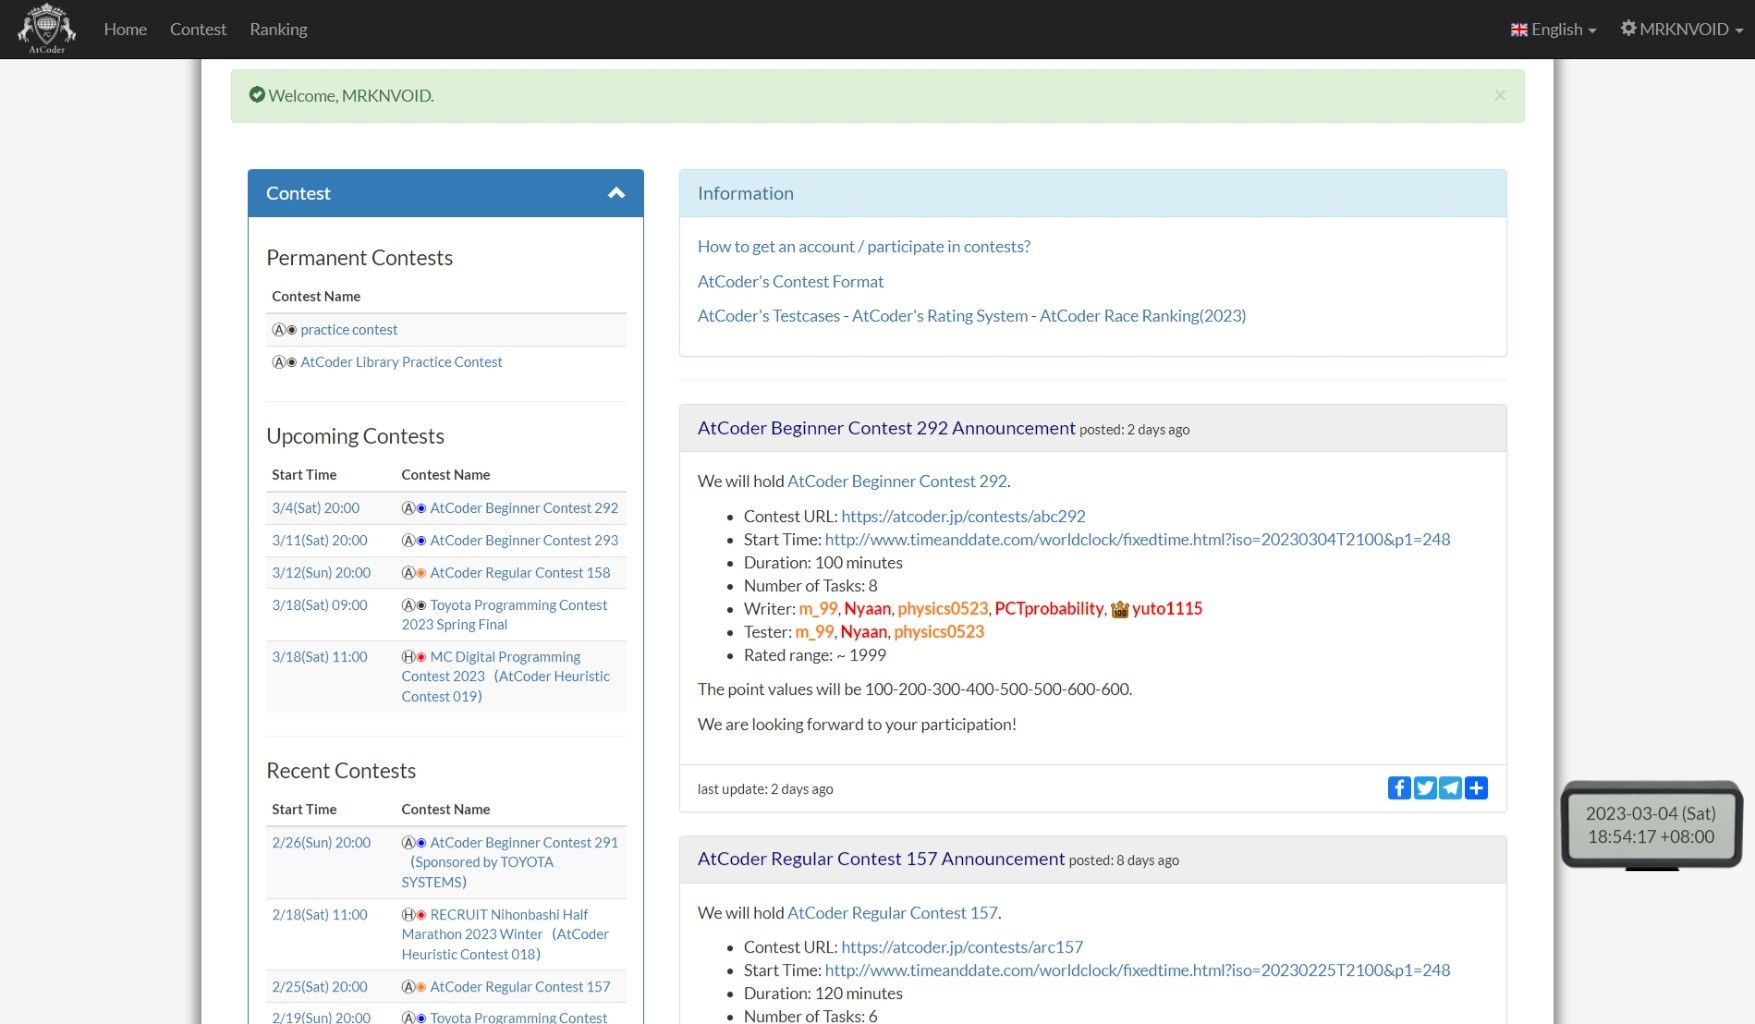 AtCoder
Home
Contest
Ranking
English
MRKNVOID
Welcome, MRKNVOID.
×
Contest
Permanent Contests
Contest Name
Ⓐ◉ practice contest
Ⓐ◉ AtCoder Library Practice Contest
Upcoming Contests
Start Time Contest Name
3/4(Sat) 20:00 Ⓐ◉ AtCoder Beginner Contest 292
3/11(Sat) 20:00 Ⓐ◉ AtCoder Beginner Contest 293
3/12(Sun) 20:00 Ⓐ◉ AtCoder Regular Contest 158
3/18(Sat) 09:00 Ⓐ◉ Toyota Programming Contest
2023 Spring Final
3/18(Sat) 11:00 Ⓗ◉ MC Digital Programming
Contest 2023（AtCoder Heuristic
Contest 019）
Recent Contests
Start Time Contest Name
2/26(Sun) 20:00 Ⓐ◉ AtCoder Beginner Contest 291
（Sponsored by TOYOTA
SYSTEMS）
2/18(Sat) 11:00 Ⓗ◉ RECRUIT Nihonbashi Half
Marathon 2023 Winter（AtCoder
Heuristic Contest 018）
2/25(Sat) 20:00 Ⓐ◉ AtCoder Regular Contest 157
2/19(Sun) 20:00 Ⓐ◉ Toyota Programming Contest
Information
How to get an account / participate in contests?
AtCoder's Contest Format
AtCoder's Testcases - AtCoder's Rating System - AtCoder Race Ranking(2023)
AtCoder Beginner Contest 292 Announcement posted: 2 days ago
We will hold AtCoder Beginner Contest 292.
• Contest URL: https://atcoder.jp/contests/abc292
• Start Time: http://www.timeanddate.com/worldclock/fixedtime.html?iso=20230304T2100&p1=248
• Duration: 100 minutes
• Number of Tasks: 8
• Writer: m_99, Nyaan, physics0523, PCTprobability, 100 yuto1115
• Tester: m_99, Nyaan, physics0523
• Rated range: ~ 1999
The point values will be 100-200-300-400-500-500-600-600.
We are looking forward to your participation!
last update: 2 days ago
AtCoder Regular Contest 157 Announcement posted: 8 days ago
We will hold AtCoder Regular Contest 157.
• Contest URL: https://atcoder.jp/contests/arc157
• Start Time: http://www.timeanddate.com/worldclock/fixedtime.html?iso=20230225T2100&p1=248
• Duration: 120 minutes
• Number of Tasks: 6
2023-03-04 (Sat)
18:54:17 +08:00